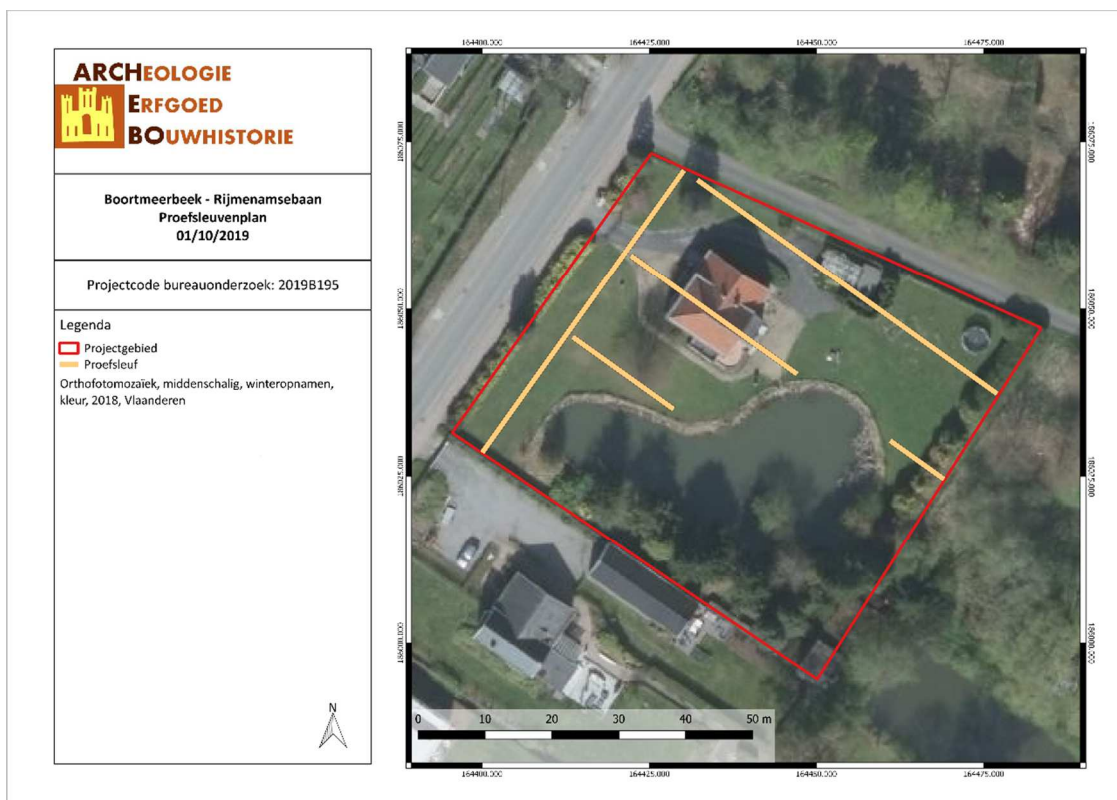 ARCHEOLOGIE
ERFGOED
BOUWHISTORIE
Boortmeerbeek - Rijmenamsebaan
Proefsleuvenplan
01/10/2019
Projectcode bureauonderzoek: 2019B195
Legenda
Projectgebied
Proefsleuf
Orthofotomozaïek, middenschalig, winteropnamen,
kleur, 2018, Vlaanderen
N
164400.000 164425.000 164450.000 164475.000
0 10 20 30 40 50 m
164400.000 164425.000 164450.000 164475.000